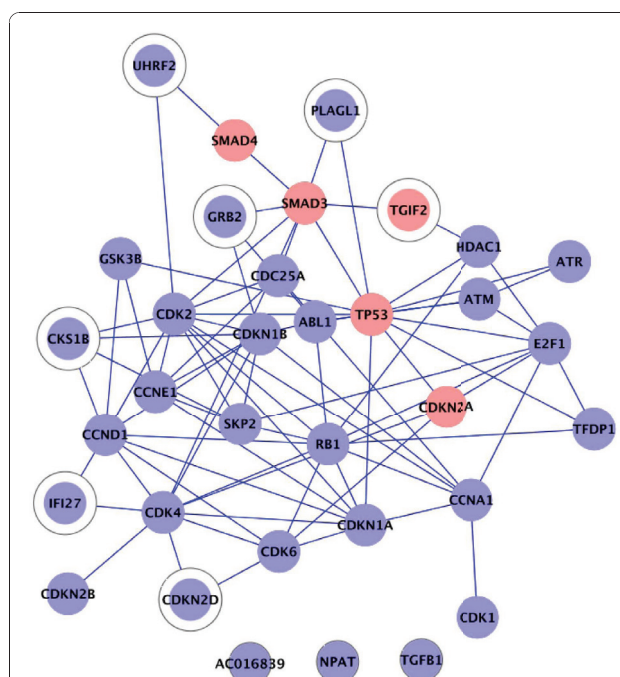 UHRF2
PLAGL1
SMAD4
SMAD3
TGIF2
GRB2
HDAC1
GSK3B
CDC25A
ATR
ATM
CDK2
ABL1
TP53
CKS1B
CDKN1B
E2F1
CCNE1
CDKN2A
SKP2
TFDP1
CCND1
RB1
IFI27
CDK4
CDKN1A
CCNA1
CDK6
CDKN2B
CDKN2D
CDK1
AC016839
NPAT
TGFB1